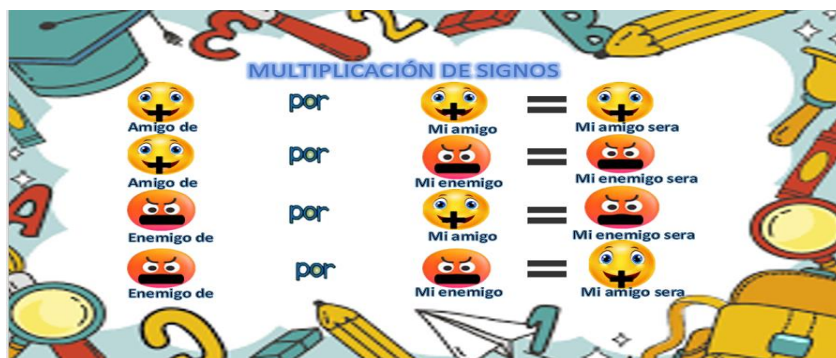 MULTIPLICACIÓN DE SIGNOS
+ por + = +
Amigo de Mi amigo Mi amigo sera
+ por - = -
Amigo de Mi enemigo Mi enemigo sera
- por + = -
Enemigo de Mi amigo Mi enemigo sera
- por - = +
Enemigo de Mi enemigo Mi amigo sera